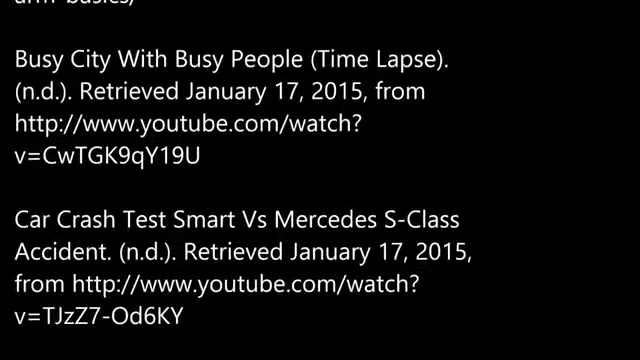 arm-basics/
Busy City With Busy People (Time Lapse).
(n.d.). Retrieved January 17, 2015, from
http://www.youtube.com/watch?
v=CwTGK9qY19U
Car Crash Test Smart Vs Mercedes S-Class
Accident. (n.d.). Retrieved January 17, 2015,
from http://www.youtube.com/watch?
v=TJzZ7-Od6KY